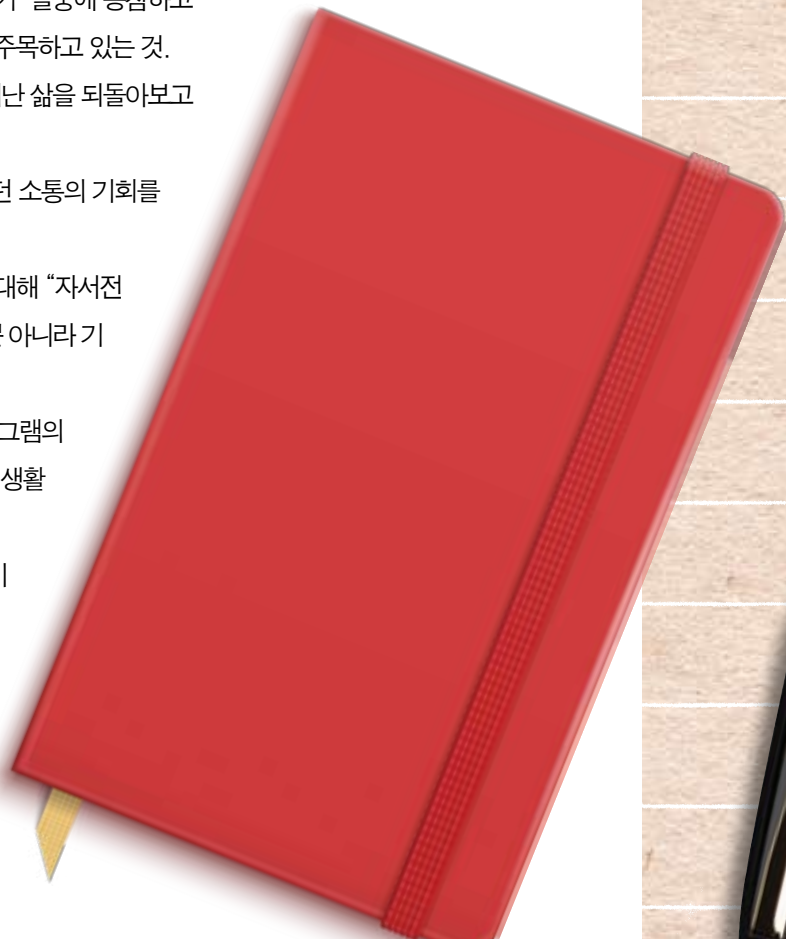 주목하고 있는 것.
난 삶을 되돌아보고
던 소통의 기회를
대해 “자서전
아니라 기
그램의
생활